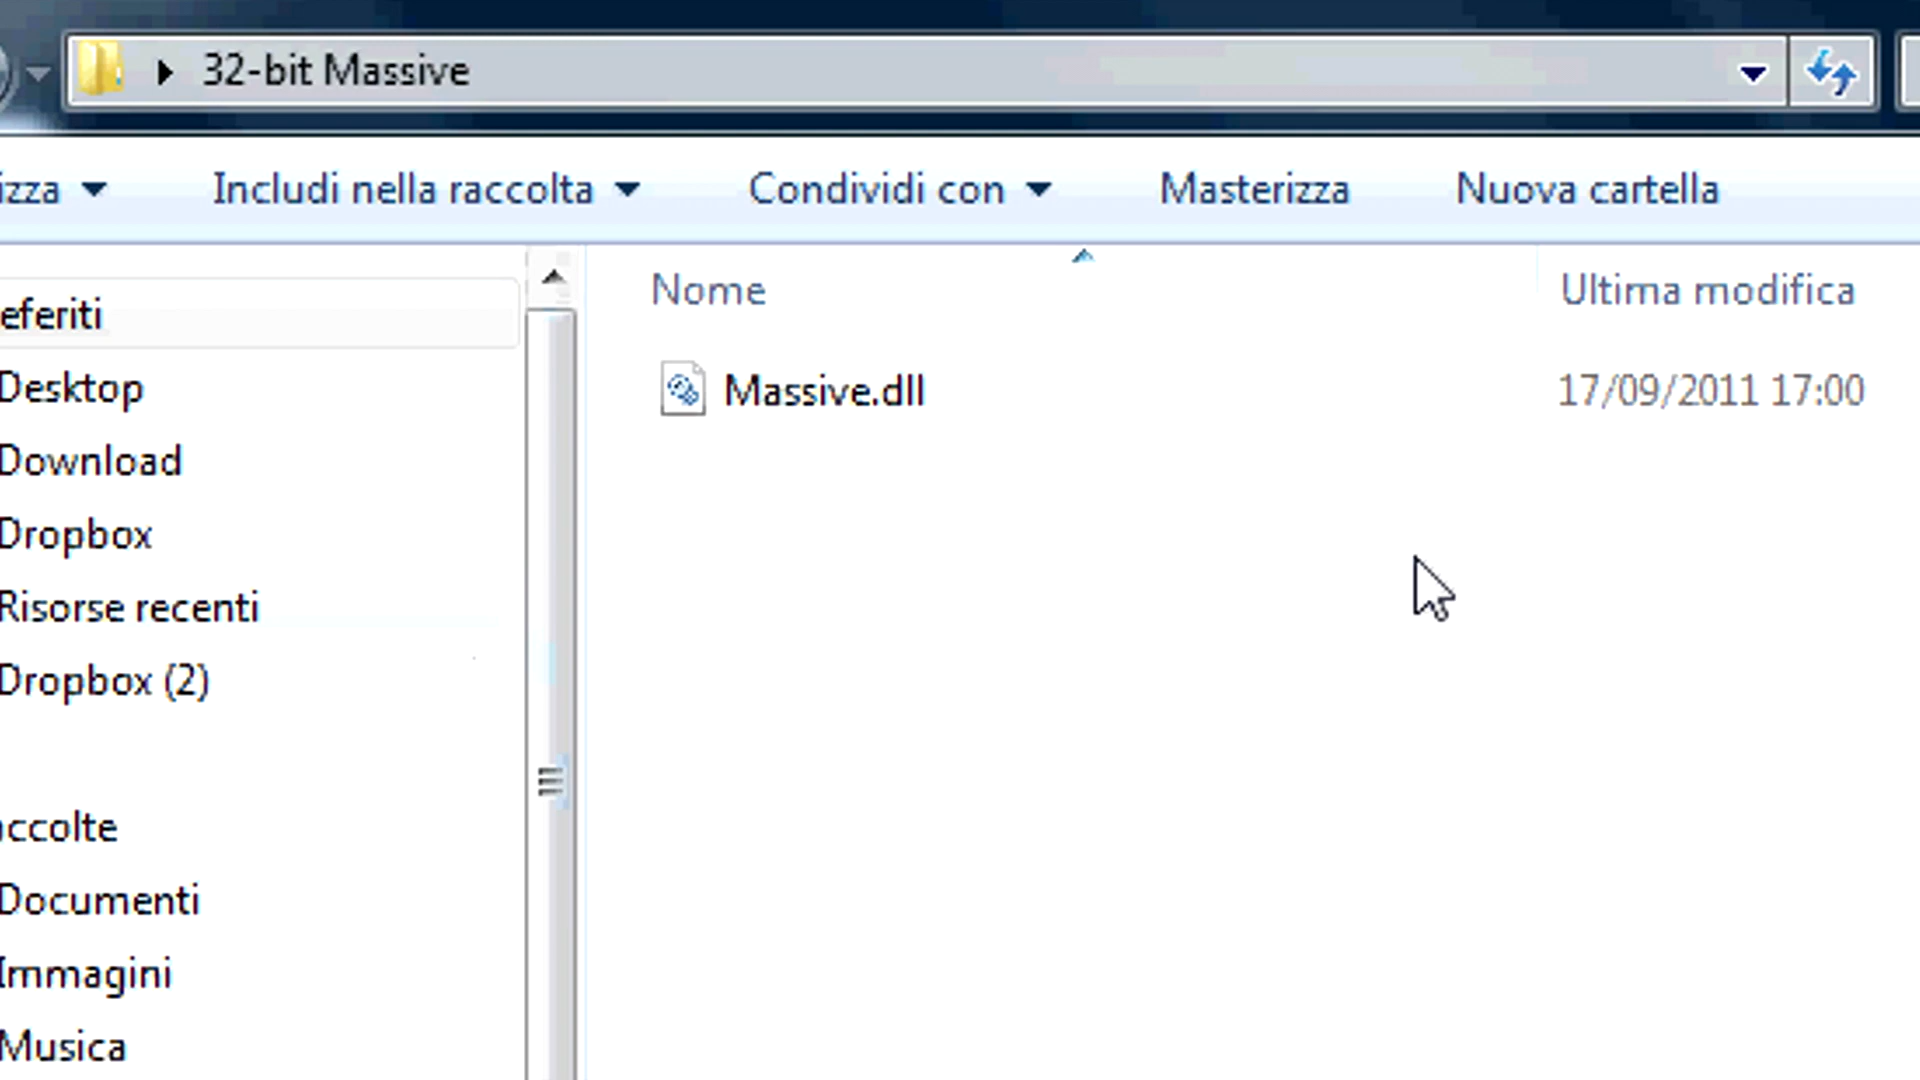 32-bit Massive
izza Includi nella raccolta Condividi con Masterizza Nuova cartella
Nome Ultima modifica
eferiti
Massive.dll 17/09/2011 17:00
Desktop
Download
Dropbox
Risorse recenti
Dropbox (2)
accolte
Documenti
Immagini
Musica